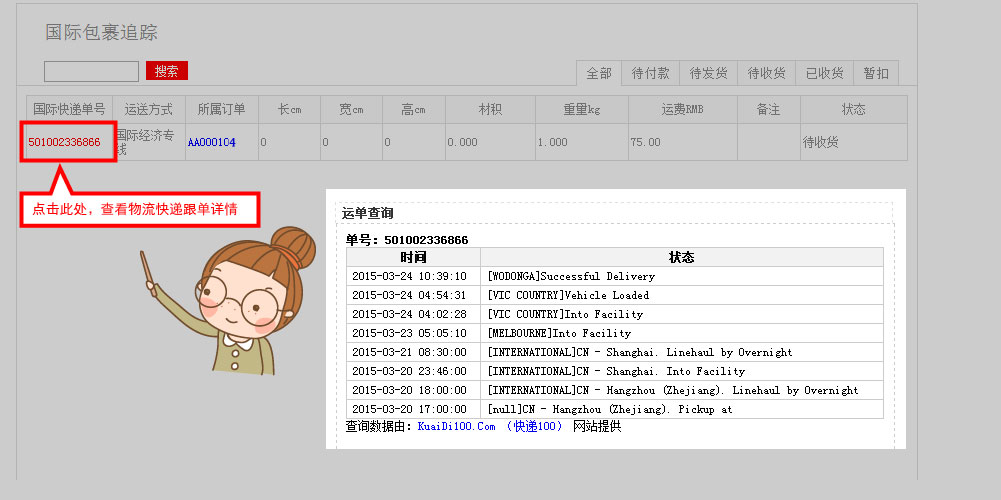 国际包裹追踪
搜索
全部 待付款 待发货 待收货 已收货 暂扣
国际快递单号 运送方式 所属订单 长cm 宽cm 高cm 材积 重量kg 运费RMB 备注 状态
501002336866 国际经济专线 AA000104 0 0 0 0.000 1.000 75.00 待收货
点击此处，查看物流快递跟单详情
运单查询
单号：501002336866
时间 状态
2015-03-24 10:39:10 [WODONGA]Successful Delivery
2015-03-24 04:54:31 [VIC COUNTRY]Vehicle Loaded
2015-03-24 04:02:28 [VIC COUNTRY]Into Facility
2015-03-23 05:05:10 [MELBOURNE]Into Facility
2015-03-21 08:30:00 [INTERNATIONAL]CN - Shanghai. Linehaul by Overnight
2015-03-20 23:46:00 [INTERNATIONAL]CN - Shanghai. Into Facility
2015-03-20 18:00:00 [INTERNATIONAL]CN - Hangzhou (Zhejiang). Linehaul by Overnight
2015-03-20 17:00:00 [null]CN - Hangzhou (Zhejiang). Pickup at
查询数据由：KuaiDi100.Com （快递100） 网站提供